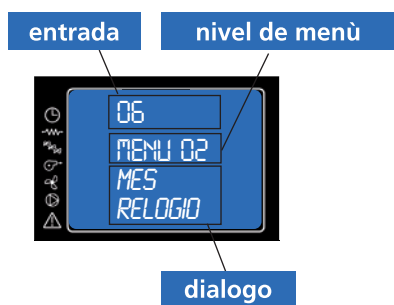 entrada
nivel de menù
06
MENU 02
MES
RELOGIO
dialogo